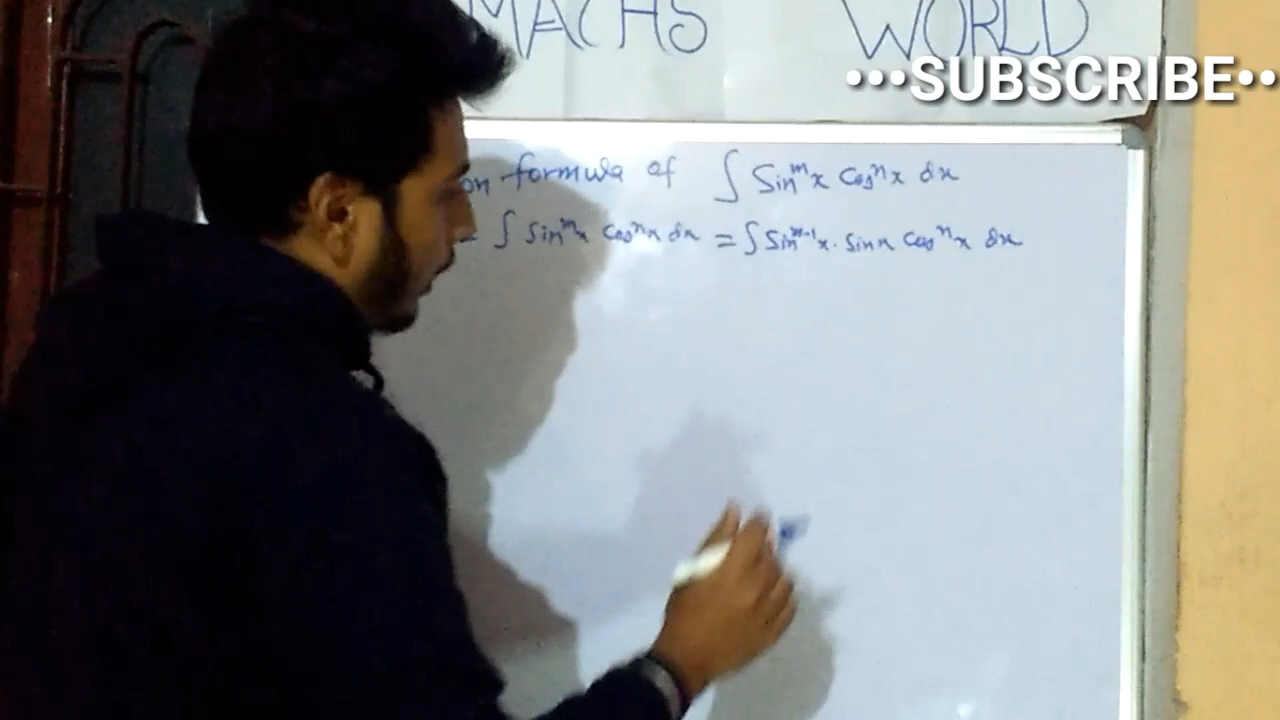 MATHS WORLD
•••SUBSCRIBE••
on formula of ∫ Sin^m x Cos^n x dx
= ∫ Sin^m x Cos^n x dx = ∫ Sin^m-1 x . Sin x Cos^n x dx